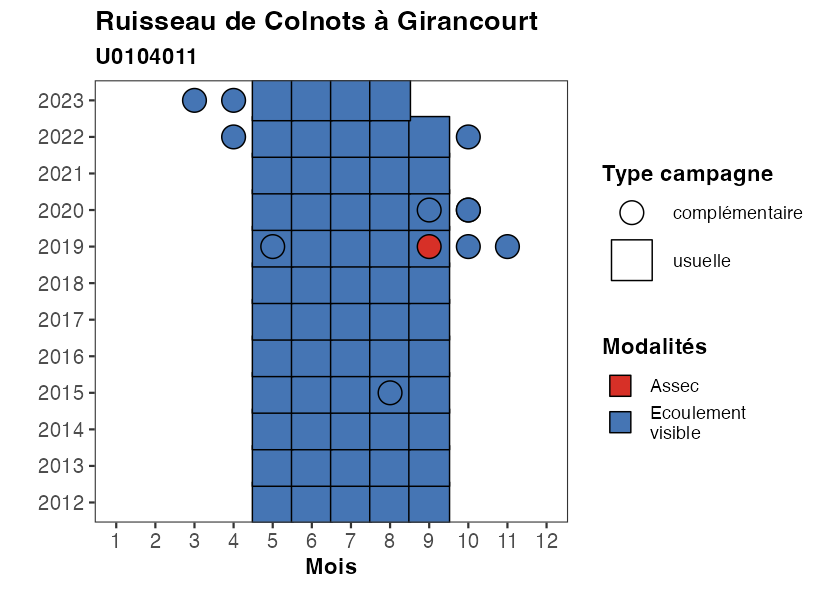 Ruisseau de Colnots à Girancourt
U0104011
2023
2022
2021
2020
2019
2018
2017
2016
2015
2014
2013
2012
1 2 3 4 5 6 7 8 9 10 11 12
Mois
Type campagne
complémentaire
usuelle
Modalités
Assec
Ecoulement
visible